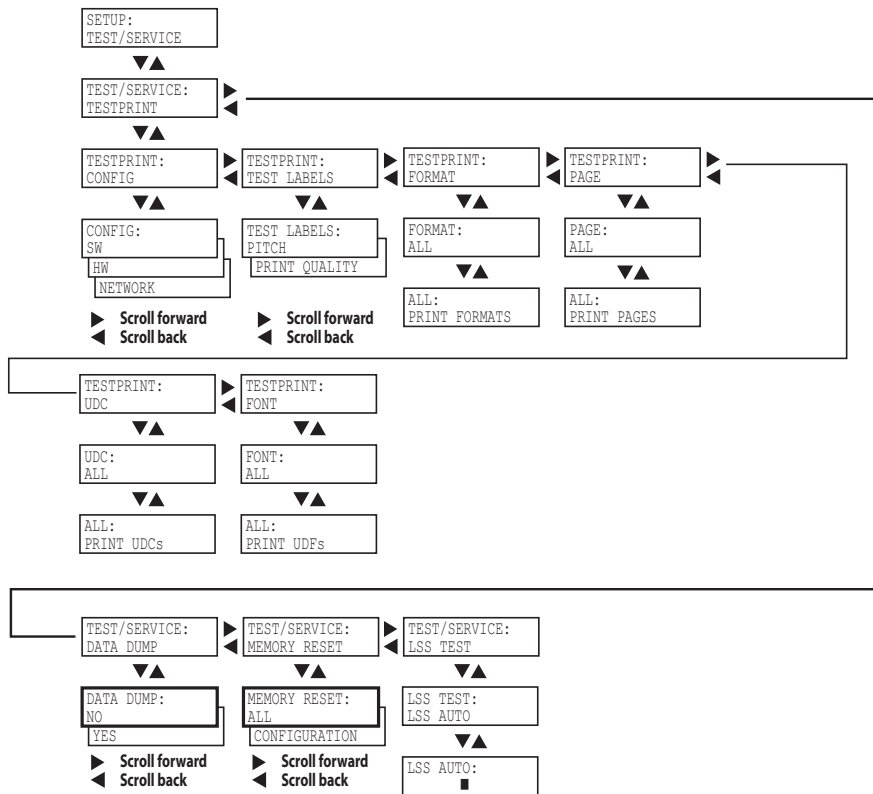 SETUP:
TEST/SERVICE
TEST/SERVICE:
TESTPRINT
TESTPRINT:
CONFIG
TESTPRINT:
TEST LABELS
TESTPRINT:
FORMAT
TESTPRINT:
PAGE
CONFIG:
SW
HW
NETWORK
TEST LABELS:
PITCH
PRINT QUALITY
FORMAT:
ALL
PAGE:
ALL
ALL:
PRINT FORMATS
ALL:
PRINT PAGES
Scroll forward
Scroll back
Scroll forward
Scroll back
TESTPRINT:
UDC
TESTPRINT:
FONT
UDC:
ALL
FONT:
ALL
ALL:
PRINT UDCs
ALL:
PRINT UDFs
TEST/SERVICE:
DATA DUMP
TEST/SERVICE:
MEMORY RESET
TEST/SERVICE:
LSS TEST
DATA DUMP:
NO
YES
MEMORY RESET:
ALL
CONFIGURATION
LSS TEST:
LSS AUTO
Scroll forward
Scroll back
Scroll forward
Scroll back
LSS AUTO: